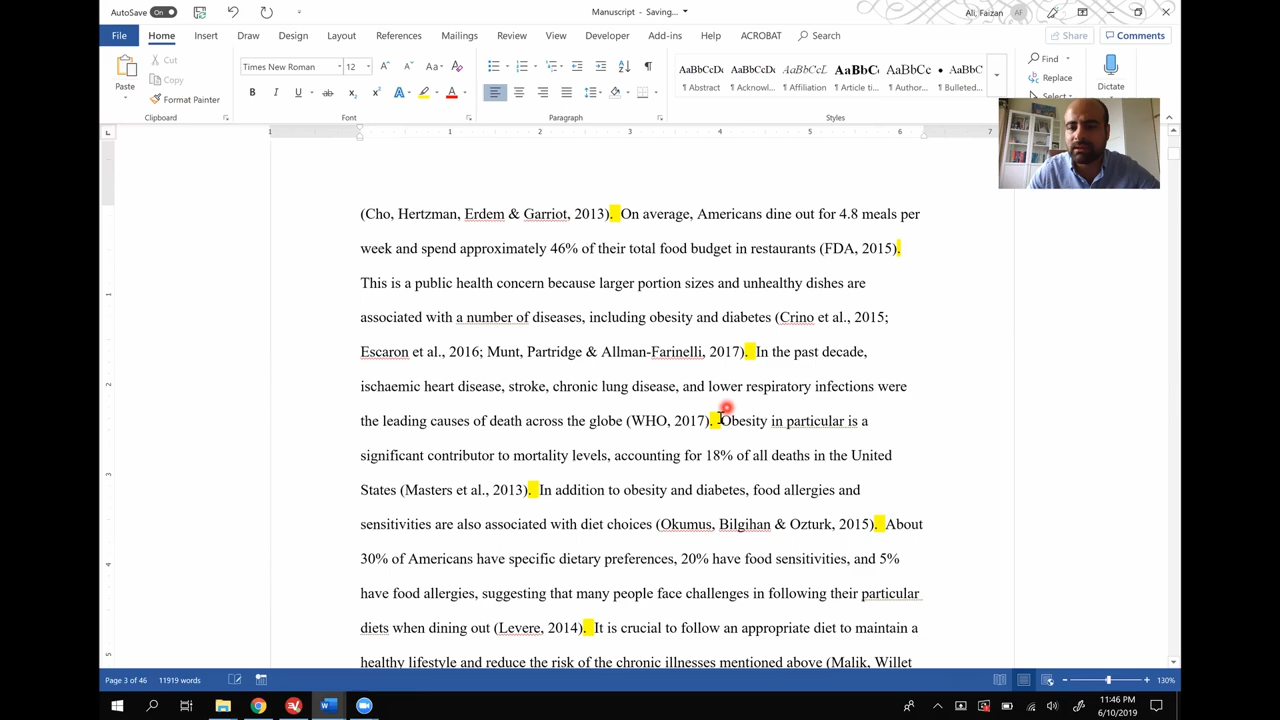 AutoSave On
Manuscript - Saving...
Ali, Faizan AF
File Home Insert Draw Design Layout References Mailings Review View Developer Add-ins Help ACROBAT Search Share Comments
Paste
Cut
Copy
Format Painter
Clipboard
Times New Roman 12
Font
Paragraph
AaBbCcDc AaBbCcDc AaBbCcDd AaBbCc AaBbCcL AaBbC
Abstract Acknowl... Affiliation Article ti... Author... Bulleted...
Styles
Find
Replace
Select
Dictate
1 1 2 3 4 5 6 7
(Cho, Hertzman, Erdem & Garriot, 2013). On average, Americans dine out for 4.8 meals per
week and spend approximately 46% of their total food budget in restaurants (FDA, 2015).
This is a public health concern because larger portion sizes and unhealthy dishes are
associated with a number of diseases, including obesity and diabetes (Crino et al., 2015;
Escaron et al., 2016; Munt, Partridge & Allman-Farinelli, 2017). In the past decade,
ischaemic heart disease, stroke, chronic lung disease, and lower respiratory infections were
the leading causes of death across the globe (WHO, 2017). Obesity in particular is a
significant contributor to mortality levels, accounting for 18% of all deaths in the United
States (Masters et al., 2013). In addition to obesity and diabetes, food allergies and
sensitivities are also associated with diet choices (Okumus, Bilgihan & Ozturk, 2015). About
30% of Americans have specific dietary preferences, 20% have food sensitivities, and 5%
have food allergies, suggesting that many people face challenges in following their particular
diets when dining out (Levere, 2014). It is crucial to follow an appropriate diet to maintain a
healthy lifestyle and reduce the risk of the chronic illnesses mentioned above (Malik, Willet
Page 3 of 46 11919 words
130%
11:46 PM
6/10/2019